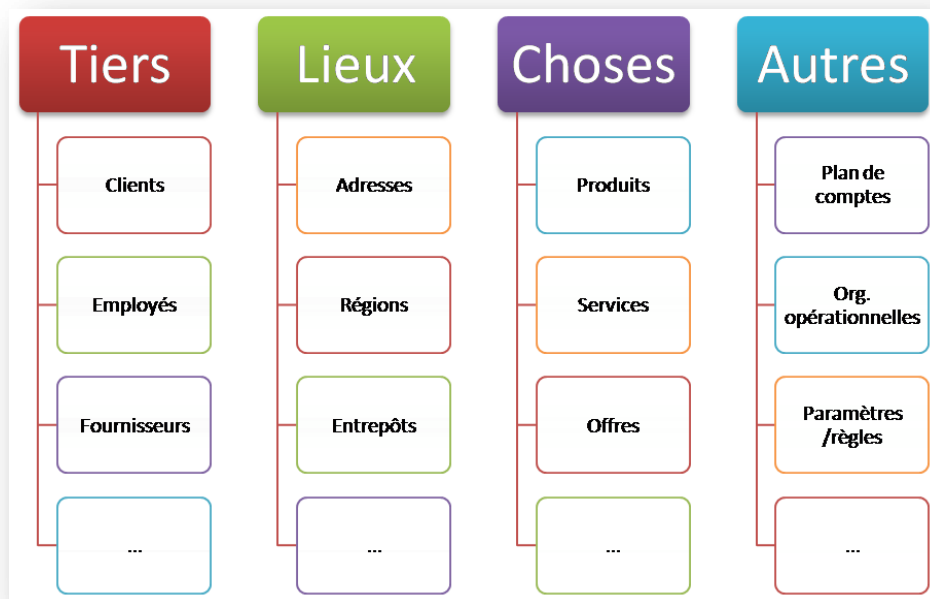 Tiers
Clients
Employés
Fournisseurs
...
Lieux
Adresses
Régions
Entrepôts
...
Choses
Produits
Services
Offres
...
Autres
Plan de
comptes
Org.
opérationnelles
Paramètres
/règles
...